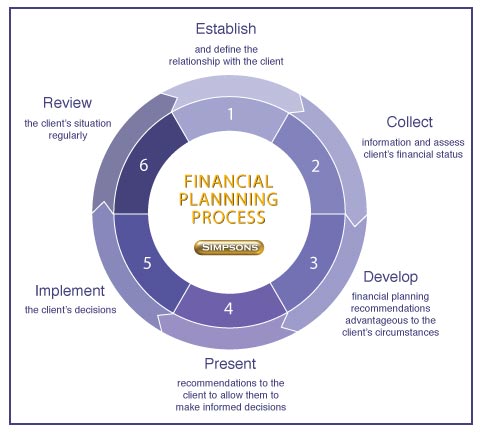 Establish
and define the
relationship with the client
Review
the client's situation
regularly
Collect
information and assess
client's financial status
1
2
3
4
5
6
FINANCIAL
PLANNNING
PROCESS
SIMPSONS
Develop
financial planning
recommendations
advantageous to the
client's circumstances
Implement
the client's decisions
Present
recommendations to the
client to allow them to
make informed decisions